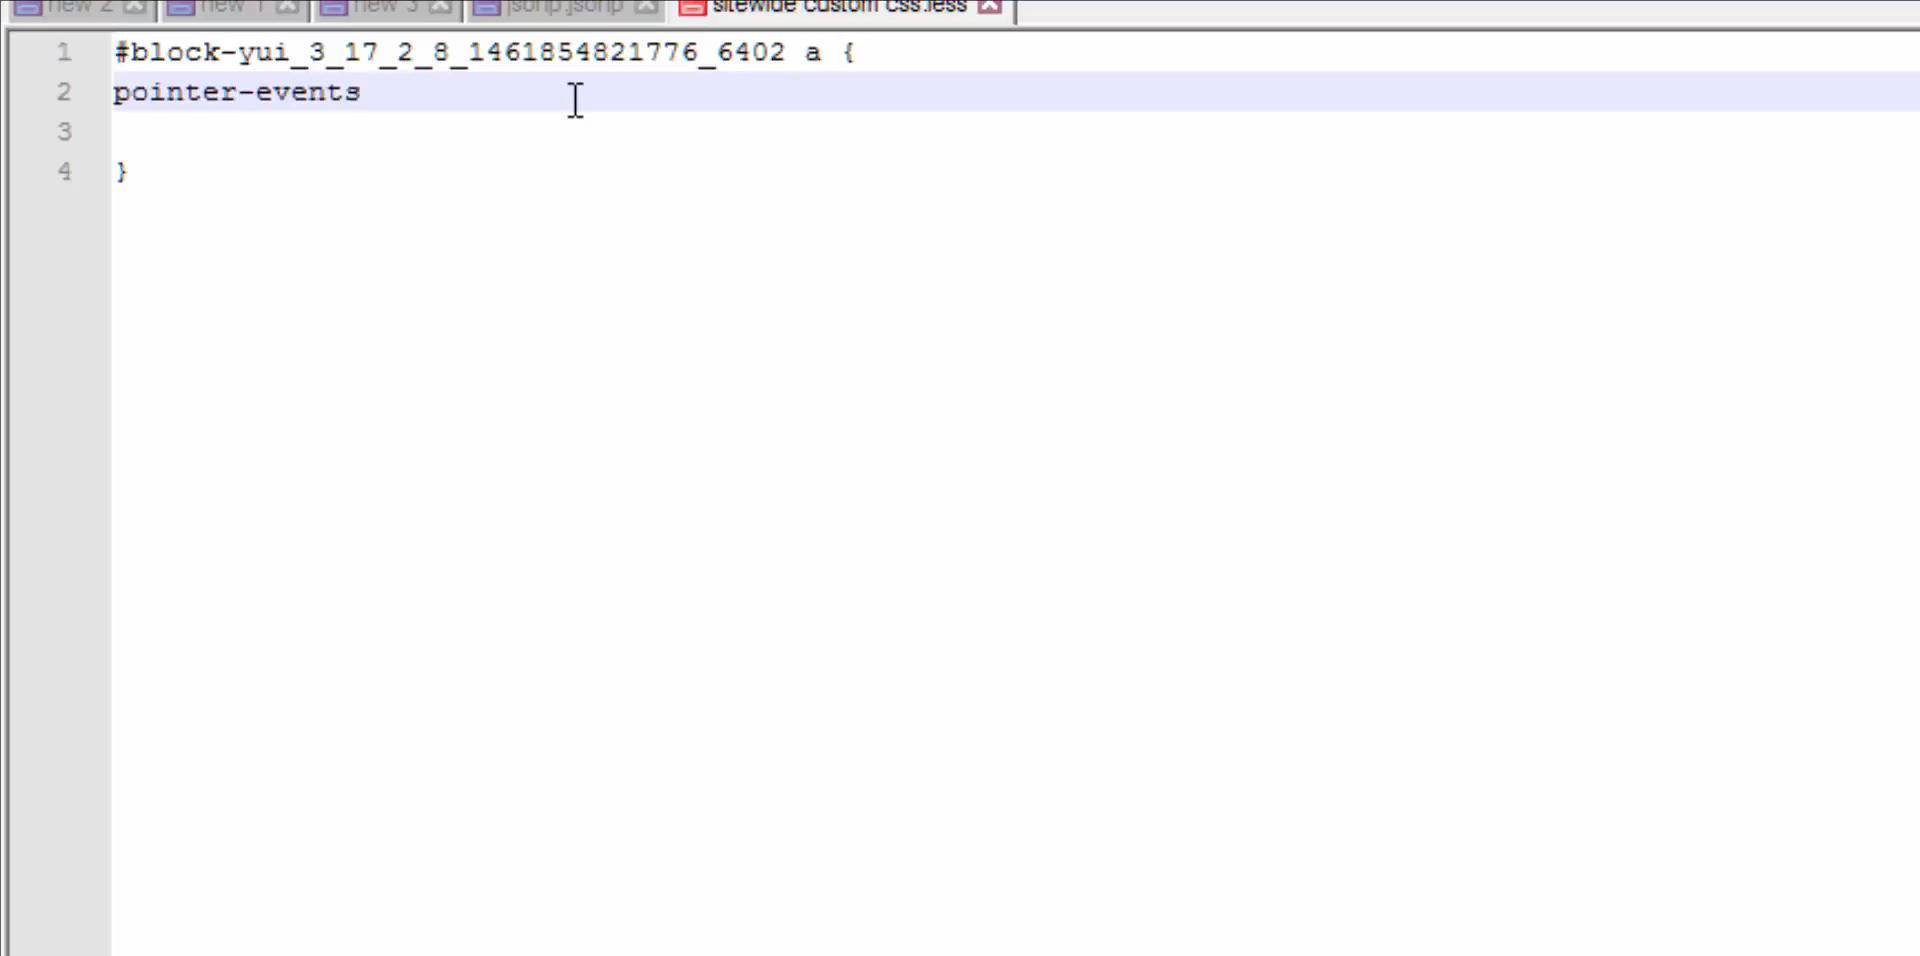 new 2 new 1 new 3 jsonp.jsonp sitewide custom css.less
1 #block-yui_3_17_2_8_1461854821776_6402 a {
2 pointer-events
3
4 }